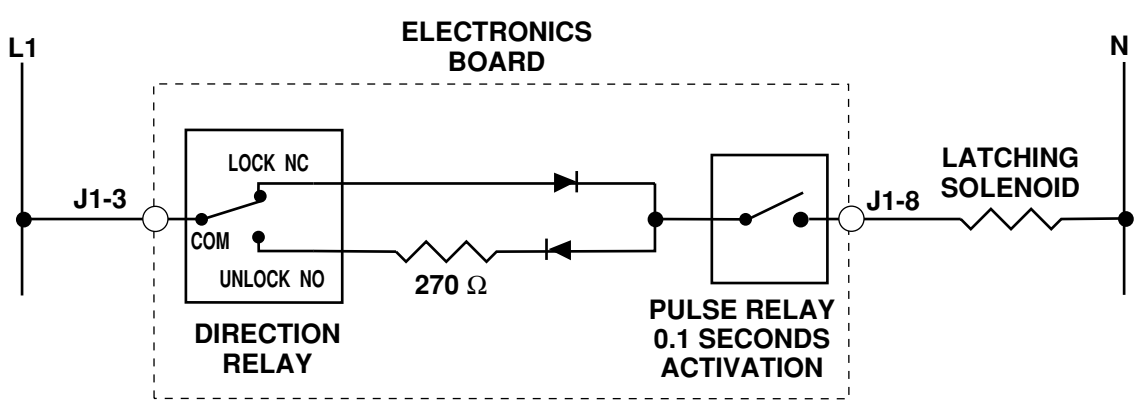 ELECTRONICS
BOARD
L1
N
LOCK NC
LATCHING
SOLENOID
J1-3
J1-8
COM
UNLOCK NO
270 Ω
DIRECTION
RELAY
PULSE RELAY
0.1 SECONDS
ACTIVATION